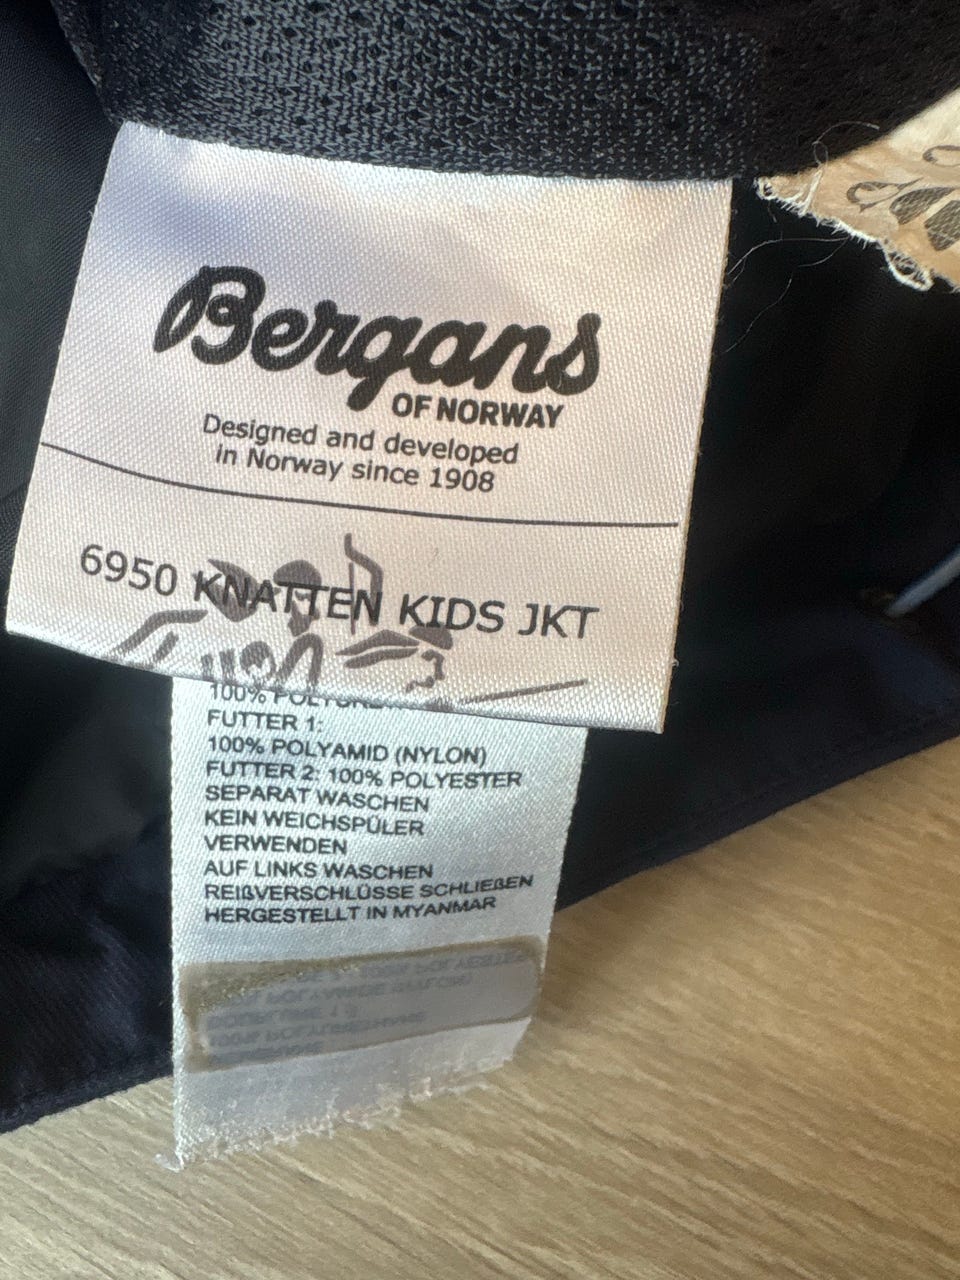 Bergans
OF NORWAY
Designed and developed
in Norway since 1908
6950 KNATTEN KIDS JKT
100%
FUTTER 1:
100% POLYAMID (NYLON)
FUTTER 2: 100% POLYESTER
SEPARAT WASCHEN
KEIN WEICHSPÜLER
VERWENDEN
AUF LINKS WASCHEN
REIßVERSCHLÜSSE SCHLIEßEN
HERGESTELLT IN MYANMAR